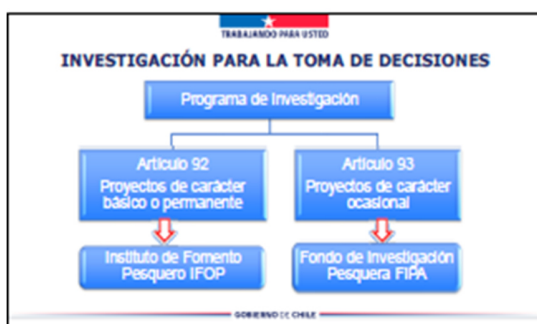 TRABAJANDO PARA USTED
INVESTIGACIÓN PARA LA TOMA DE DECISIONES
Programa de Investigación
Artículo 92
Proyectos de carácter
básico o permanente
Artículo 93
Proyectos de carácter
ocasional
Instituto de Fomento
Pesquero IFOP
Fondo de Investigación
Pesquera FIPA
GOBIERNO DE CHILE